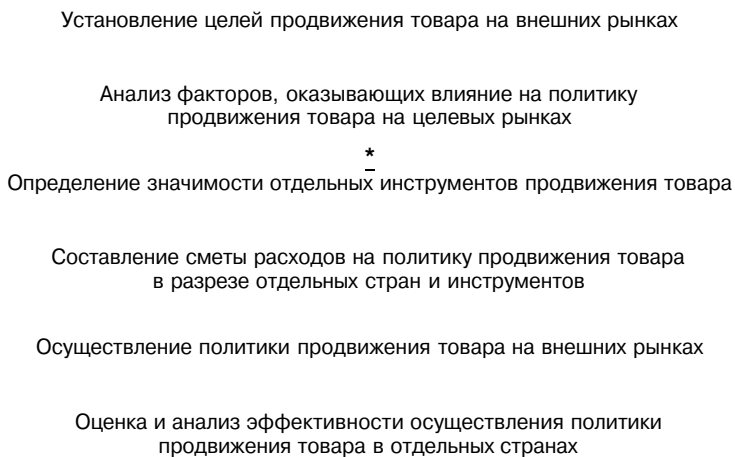 Установление целей продвижения товара на внешних рынках
Анализ факторов, оказывающих влияние на политику
продвижения товара на целевых рынках
*
Определение значимости отдельных инструментов продвижения товара
Составление сметы расходов на политику продвижения товара
в разрезе отдельных стран и инструментов
Осуществление политики продвижения товара на внешних рынках
Оценка и анализ эффективности осуществления политики
продвижения товара в отдельных странах